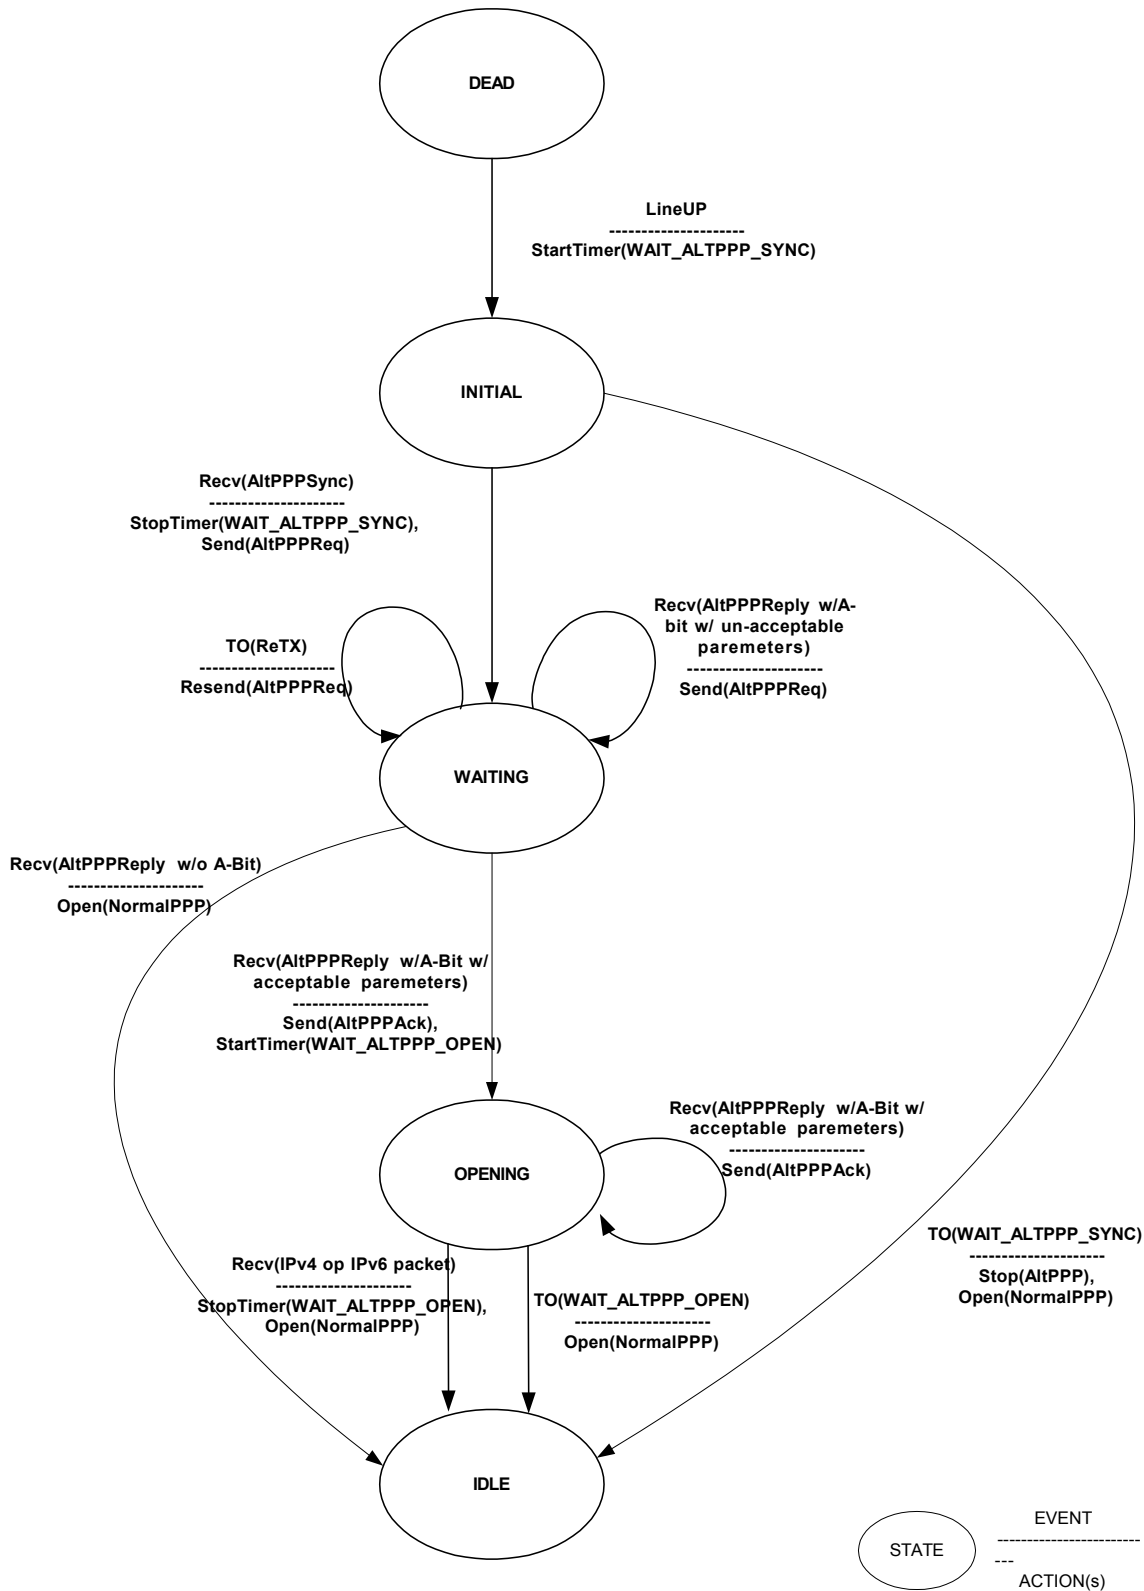 DEAD
LineUP
---------------------
StartTimer(WAIT_ALTPPP_SYNC)
INITIAL
Recv(AltPPPSync)
---------------------
StopTimer(WAIT_ALTPPP_SYNC),
Send(AltPPPReq)
TO(ReTX)
---------------------
Resend(AltPPPReq)
Recv(AltPPPReply w/A-
bit w/ un-acceptable
paremeters)
---------------------
Send(AltPPPReq)
WAITING
Recv(AltPPPReply w/o A-Bit)
---------------------
Open(NormalPPP)
Recv(AltPPPReply w/A-Bit w/
acceptable paremeters)
---------------------
Send(AltPPPAck),
StartTimer(WAIT_ALTPPP_OPEN)
Recv(AltPPPReply w/A-Bit w/
acceptable paremeters)
---------------------
Send(AltPPPAck)
OPENING
Recv(IPv4 op IPv6 packet)
---------------------
StopTimer(WAIT_ALTPPP_OPEN),
Open(NormalPPP)
TO(WAIT_ALTPPP_OPEN)
---------------------
Open(NormalPPP)
TO(WAIT_ALTPPP_SYNC)
---------------------
Stop(AltPPP),
Open(NormalPPP)
IDLE
STATE
EVENT
------------------------
---
ACTION(s)